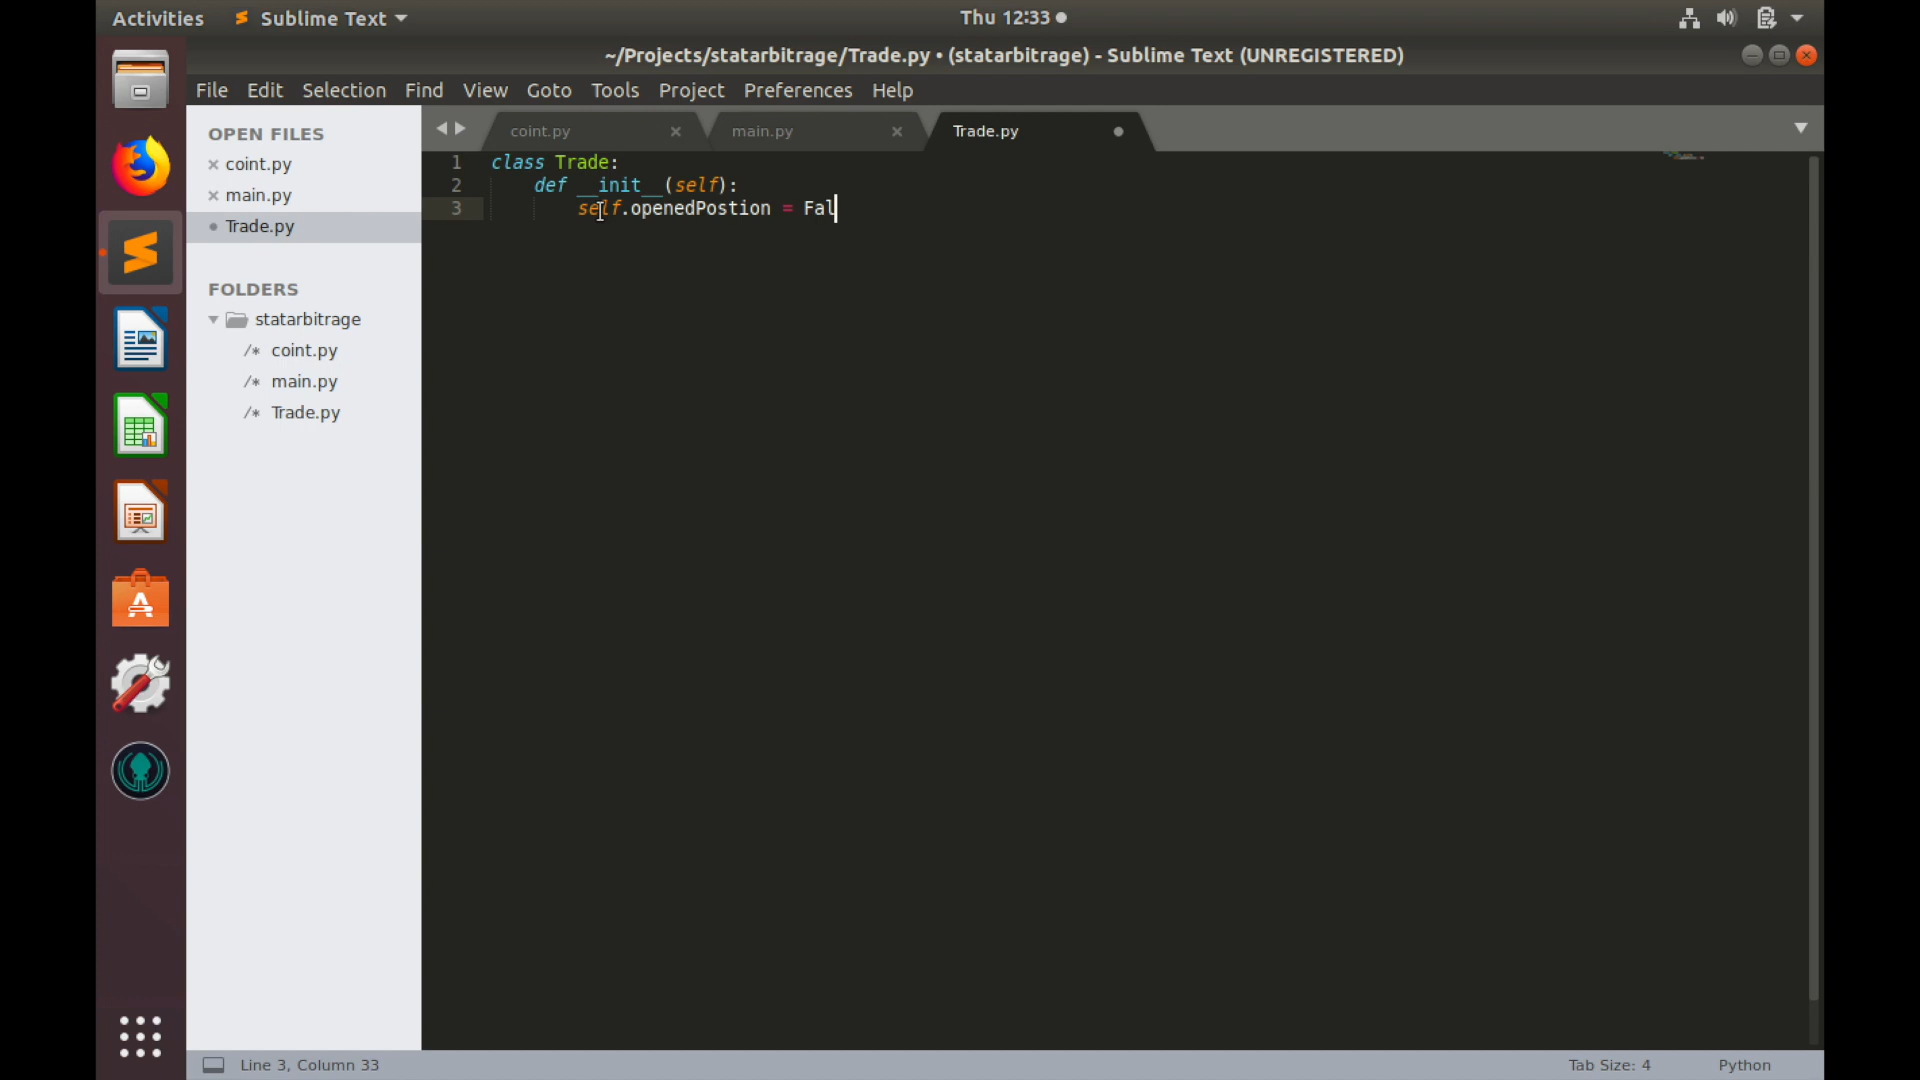 Activities Sublime Text Thu 12:33
~/Projects/statarbitrage/Trade.py • (statarbitrage) - Sublime Text (UNREGISTERED)
File Edit Selection Find View Goto Tools Project Preferences Help
OPEN FILES
coint.py
main.py
Trade.py
FOLDERS
statarbitrage
/* coint.py
/* main.py
/* Trade.py
coint.py main.py Trade.py
1 class Trade:
2 def __init__(self):
3 self.openedPostion = Fal
Line 3, Column 33 Tab Size: 4 Python